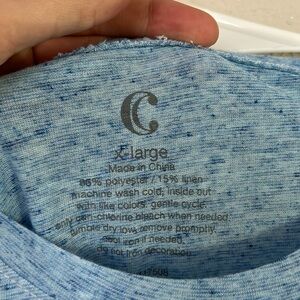 C
x-large
Made in China
85% polyester / 15% linen
machine wash cold, inside out
with like colors, gentle cycle.
only non-chlorine bleach when needed.
tumble dry low, remove promptly.
cool iron if needed.
do not iron decoration.